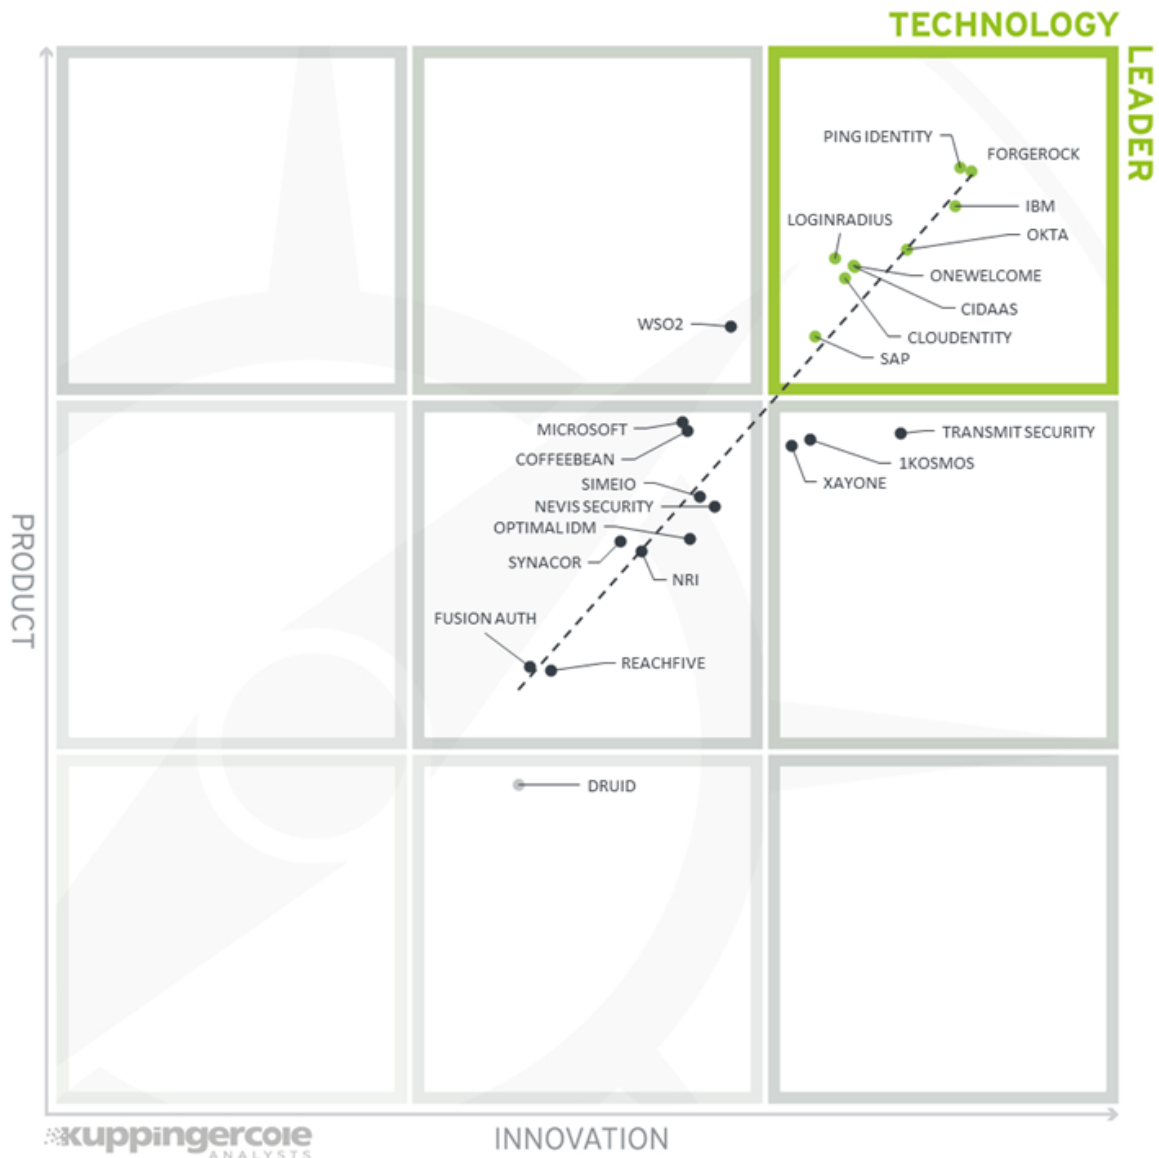 TECHNOLOGY
LEADER
PING IDENTITY
FORGEROCK
IBM
LOGINRADIUS
OKTA
ONEWELCOME
CIDAAS
WSO2
CLOUDENTITY
SAP
MICROSOFT
TRANSMIT SECURITY
COFFEEBEAN
1KOSMOS
SIMEIO
XAYONE
NEVIS SECURITY
OPTIMAL IDM
SYNACOR
NRI
PRODUCT
FUSION AUTH
REACHFIVE
DRUID
kuppingercole
ANALYSTS
INNOVATION